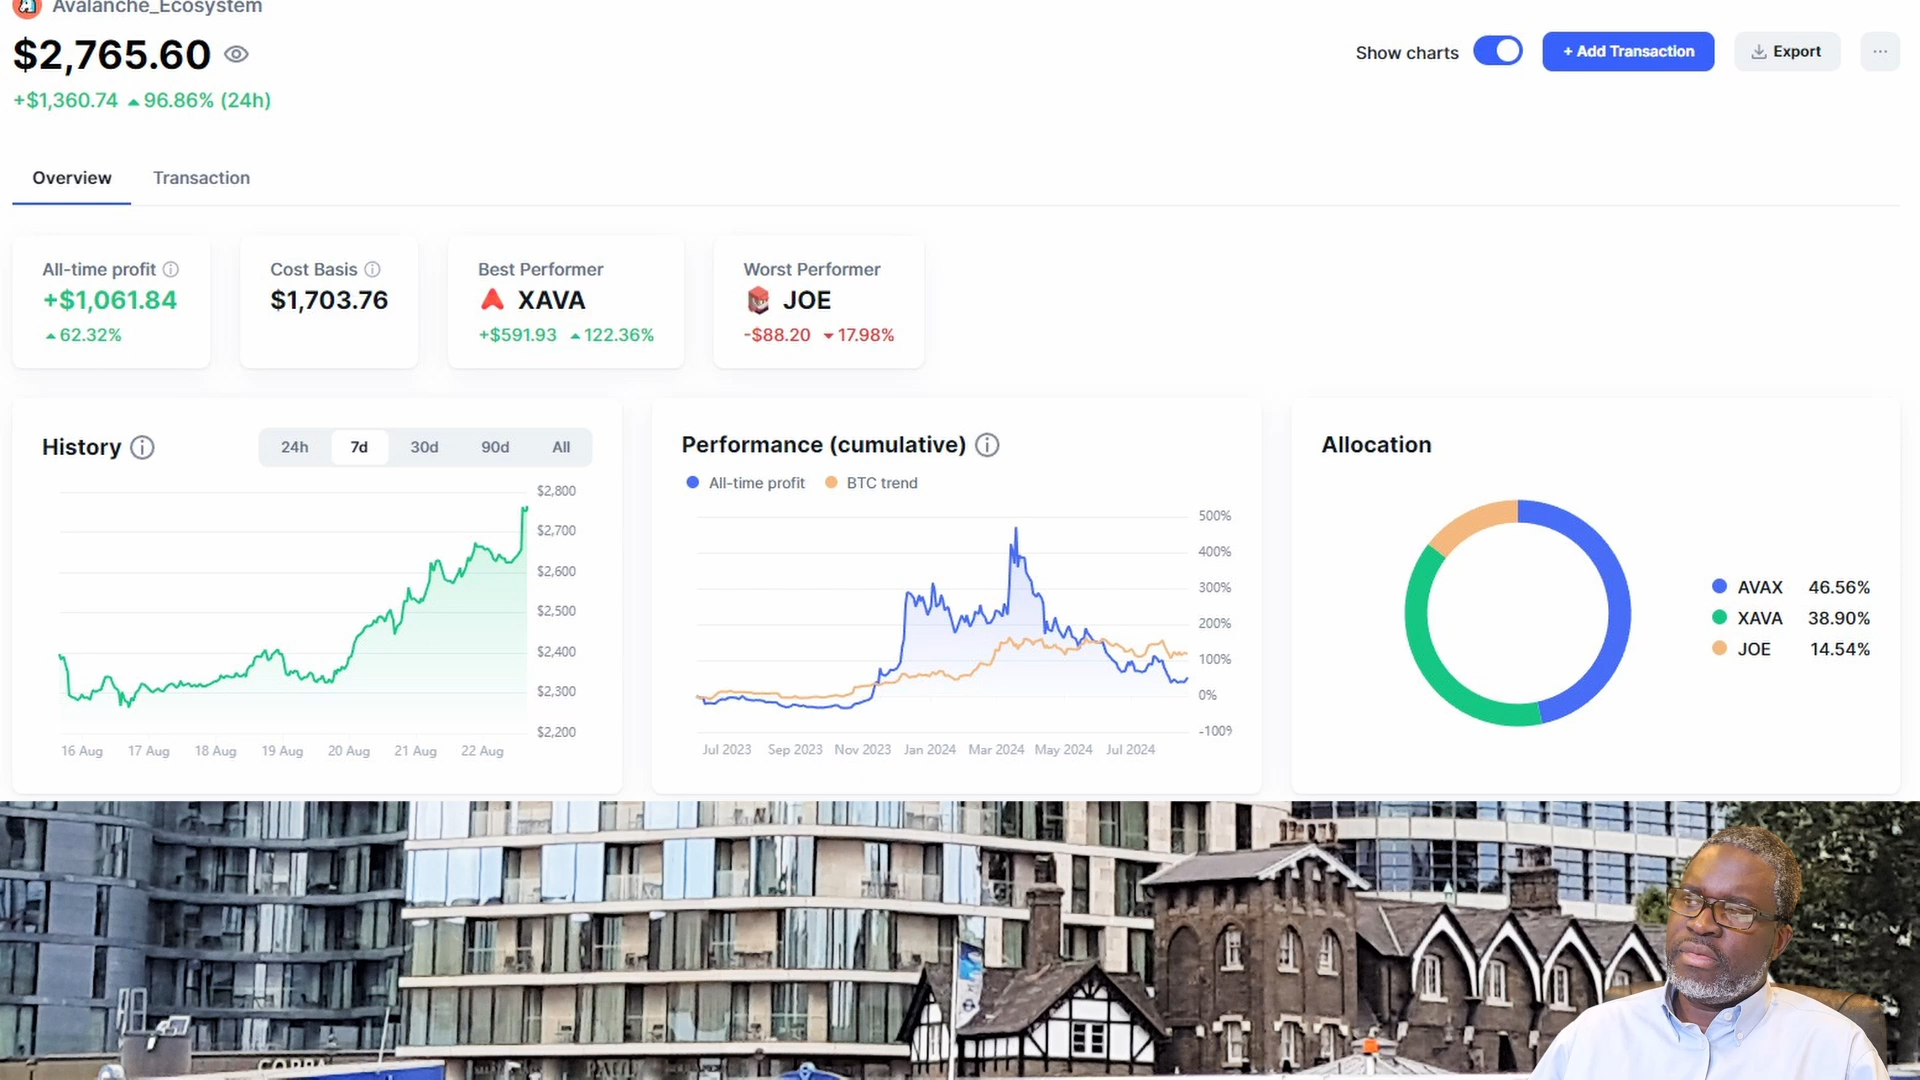 Avalanche_Ecosystem
$2,765.60
+$1,360.74 96.86% (24h)
Show charts
+ Add Transaction
Export
Overview Transaction
All-time profit
+$1,061.84
62.32%
Cost Basis
$1,703.76
Best Performer
XAVA
+$591.93 122.36%
Worst Performer
JOE
-$88.20 17.98%
History
24h 7d 30d 90d All
$2,800
$2,700
$2,600
$2,500
$2,400
$2,300
$2,200
16 Aug 17 Aug 18 Aug 19 Aug 20 Aug 21 Aug 22 Aug
Performance (cumulative)
All-time profit BTC trend
500%
400%
300%
200%
100%
0%
-100%
Jul 2023 Sep 2023 Nov 2023 Jan 2024 Mar 2024 May 2024 Jul 2024
Allocation
AVAX 46.56%
XAVA 38.90%
JOE 14.54%